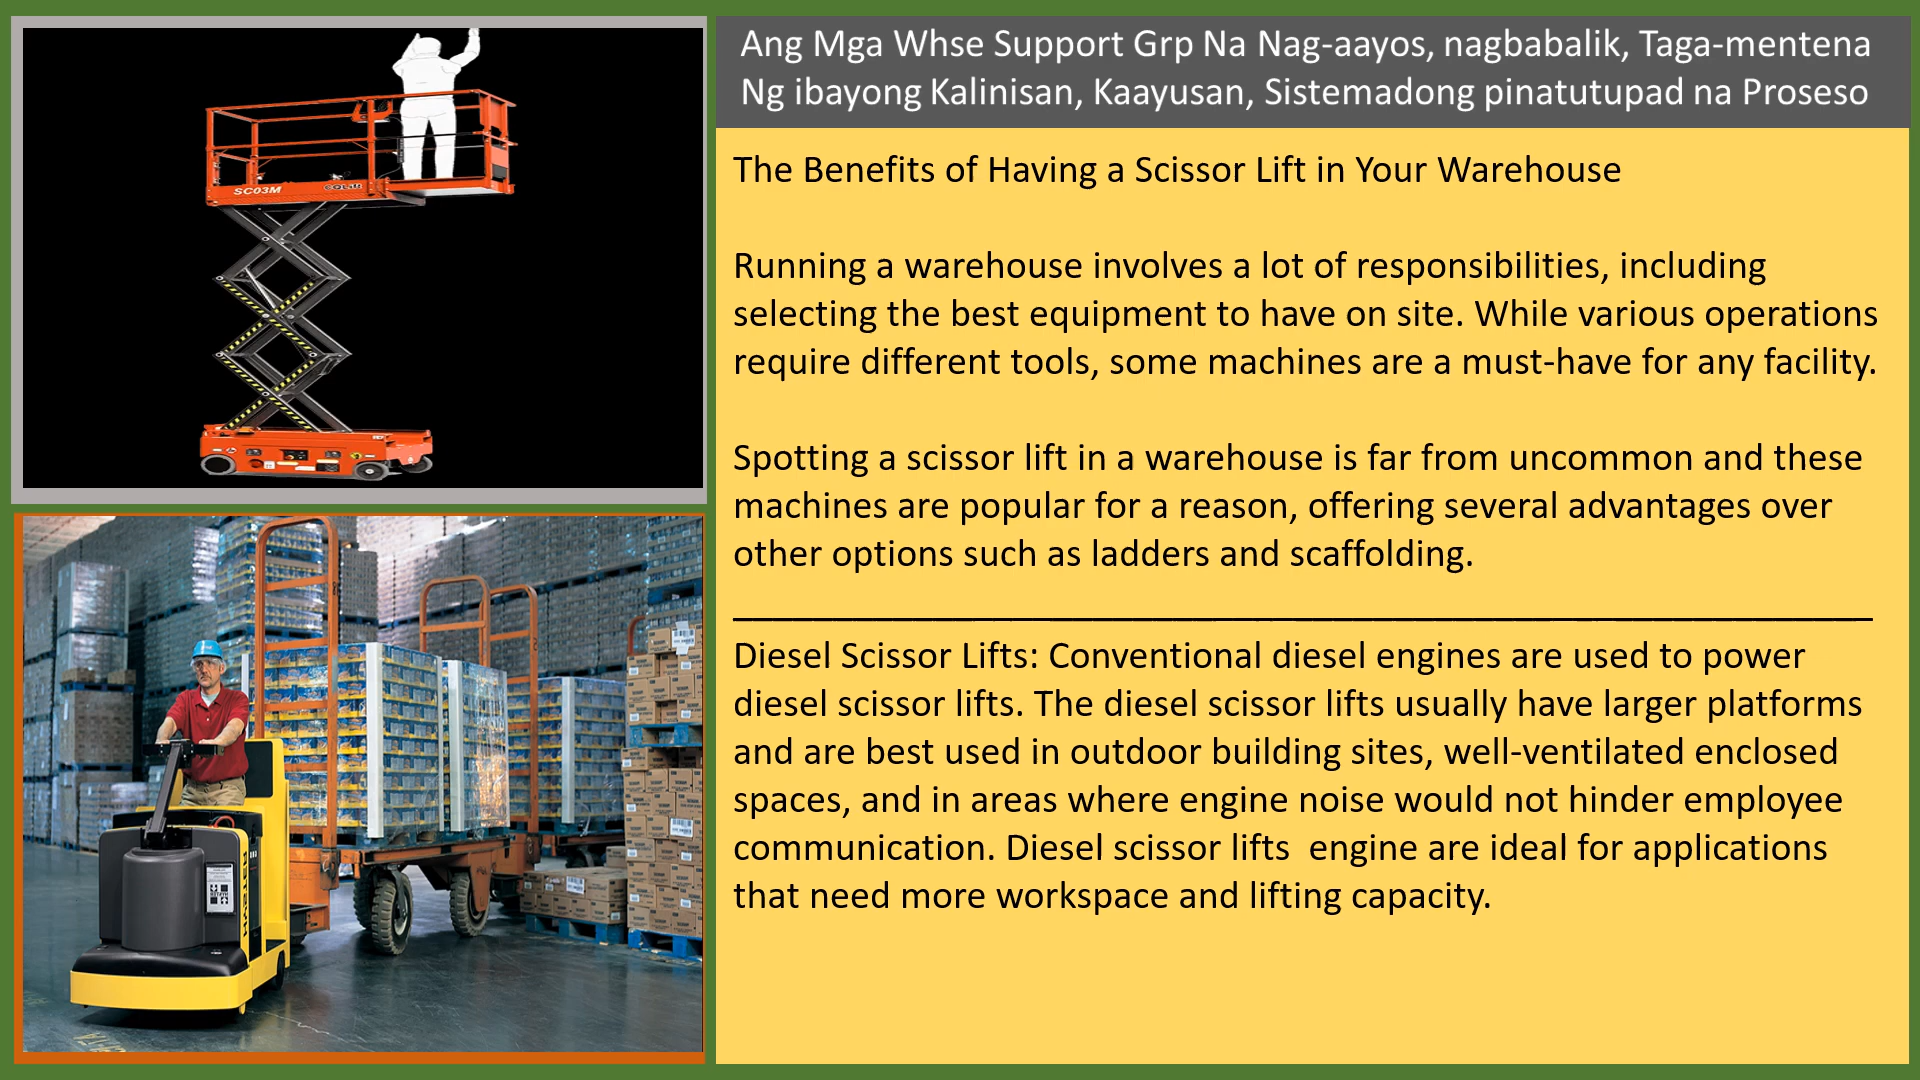 Ang Mga Whse Support Grp Na Nag-aayos, nagbabalik, Taga-mentena
Ng ibayong Kalinisan, Kaayusan, Sistemadong pinatutupad na Proseso
The Benefits of Having a Scissor Lift in Your Warehouse
Running a warehouse involves a lot of responsibilities, including
selecting the best equipment to have on site. While various operations
require different tools, some machines are a must-have for any facility.
Spotting a scissor lift in a warehouse is far from uncommon and these
machines are popular for a reason, offering several advantages over
other options such as ladders and scaffolding.
Diesel Scissor Lifts: Conventional diesel engines are used to power
diesel scissor lifts. The diesel scissor lifts usually have larger platforms
and are best used in outdoor building sites, well-ventilated enclosed
spaces, and in areas where engine noise would not hinder employee
communication. Diesel scissor lifts  engine are ideal for applications
that need more workspace and lifting capacity.
SC03M
HYSTER